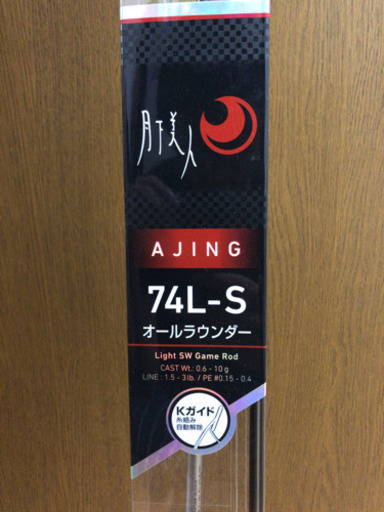 月下美人
AJING
74L-S
オールラウンダー
Light SW Game Rod
CAST Wt.: 0.6 - 10 g
LINE : 1.5 - 3 lb. / PE #0.15 - 0.4
Kガイド
糸絡み
自動解除